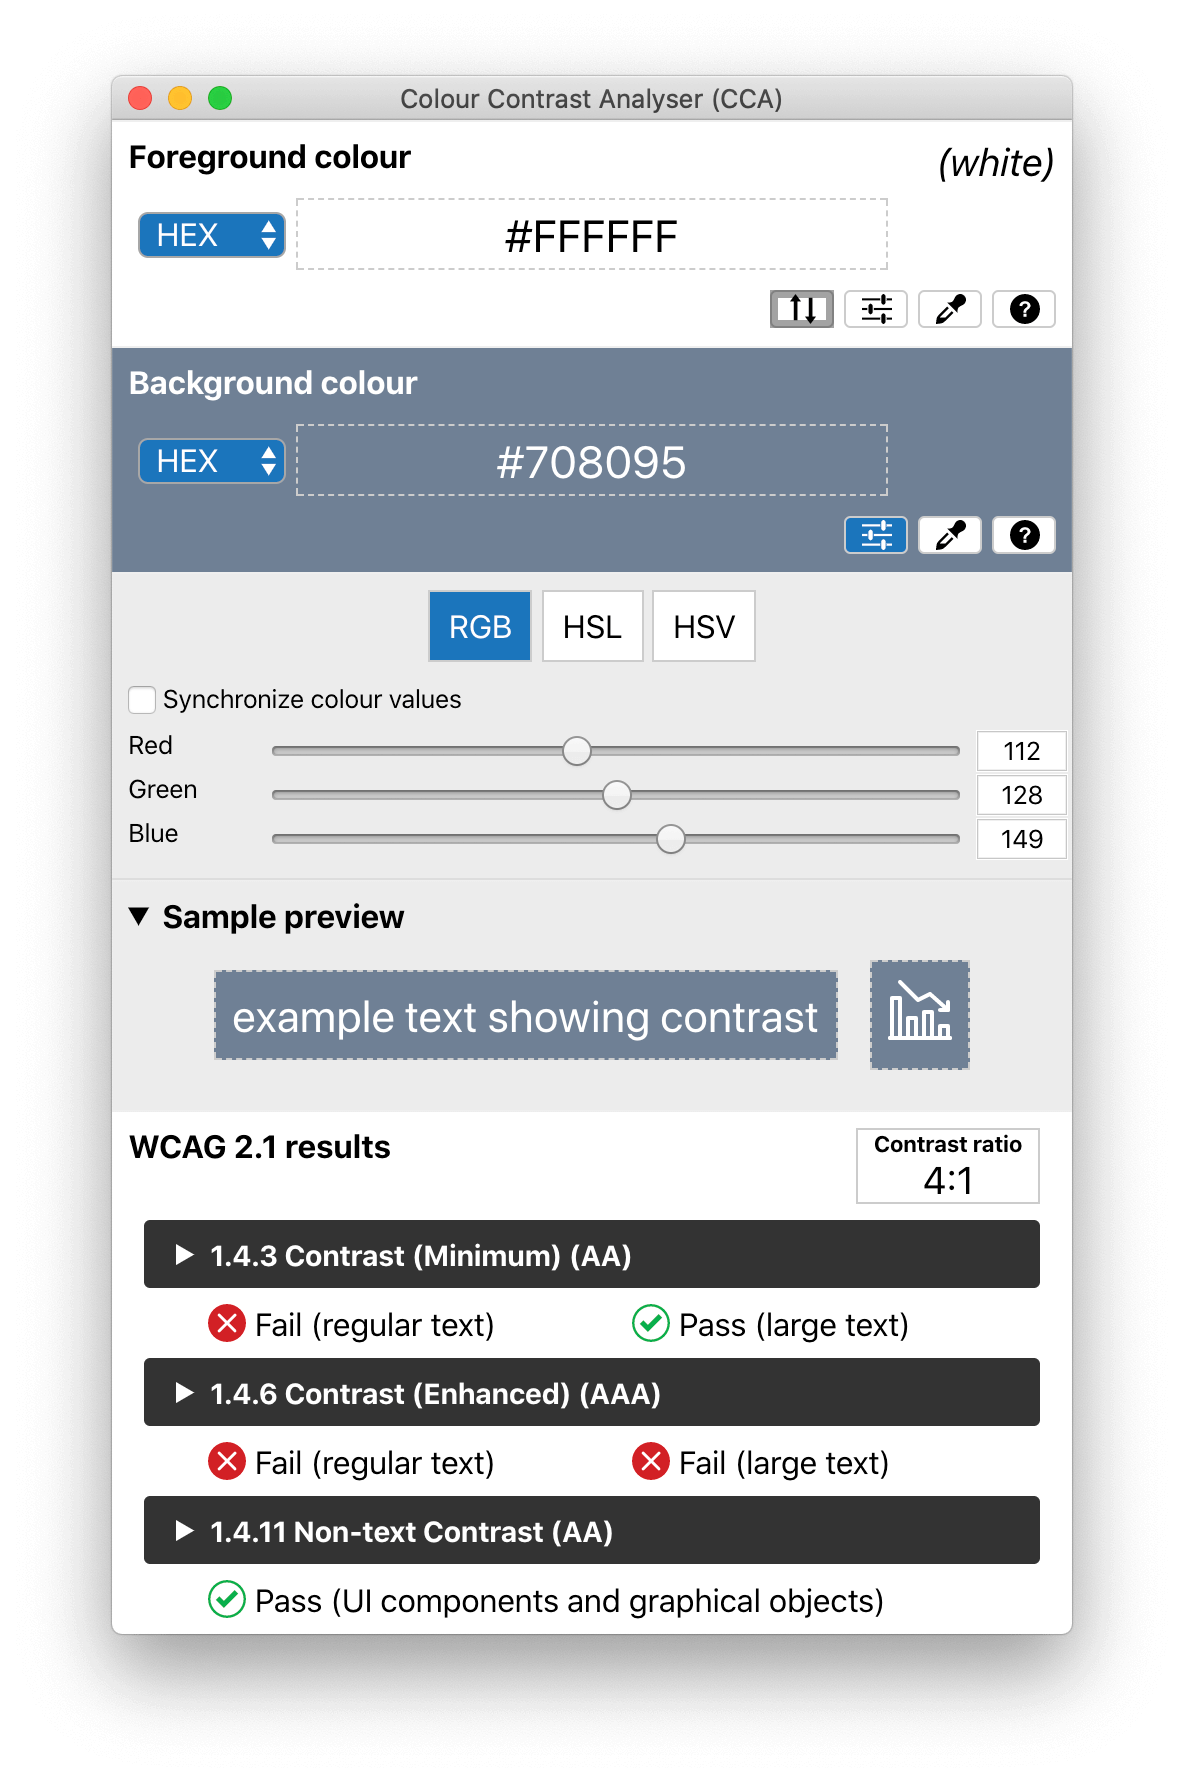 Colour Contrast Analyser (CCA)
Foreground colour
(white)
HEX
#FFFFFF
?
Background colour
HEX
#708095
?
RGB HSL HSV
Synchronize colour values
Red 112
Green 128
Blue 149
Sample preview
example text showing contrast
WCAG 2.1 results
Contrast ratio
4:1
1.4.3 Contrast (Minimum) (AA)
Fail (regular text) Pass (large text)
1.4.6 Contrast (Enhanced) (AAA)
Fail (regular text) Fail (large text)
1.4.11 Non-text Contrast (AA)
Pass (UI components and graphical objects)